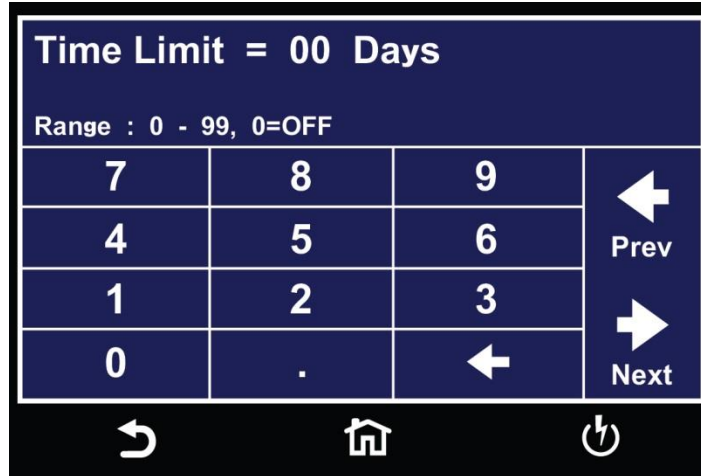 Time Limit = 00 Days
Range : 0 - 99, 0=OFF
7 8 9
4 5 6
Prev
1 2 3
0 .
Next